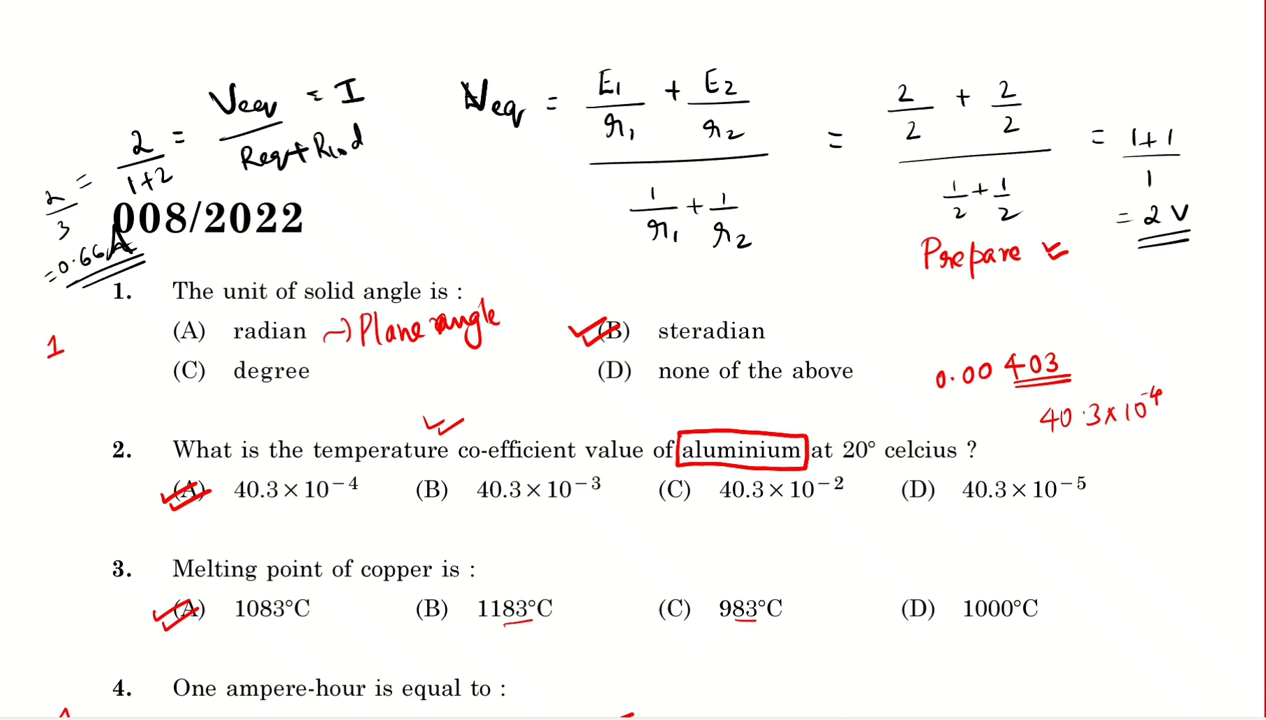 Veq/(Req + Rload) = I
2/(1+2) =
2/3 =
= 0.66A
Veq = (E1/r1 + E2/r2)/(1/r1 + 1/r2) = (2/2 + 2/2)/(1/2 + 1/2) = (1+1)/1
= 2 V
008/2022
Prepare
1. The unit of solid angle is :
(A) radian → Plane angle (B) steradian
1
(C) degree (D) none of the above
0.00 403
40.3×10⁻⁴
2. What is the temperature co-efficient value of aluminium at 20° celcius ?
(A) 40.3 × 10⁻⁴ (B) 40.3 × 10⁻³ (C) 40.3 × 10⁻² (D) 40.3 × 10⁻⁵
3. Melting point of copper is :
(A) 1083°C (B) 1183°C (C) 983°C (D) 1000°C
4. One ampere-hour is equal to :